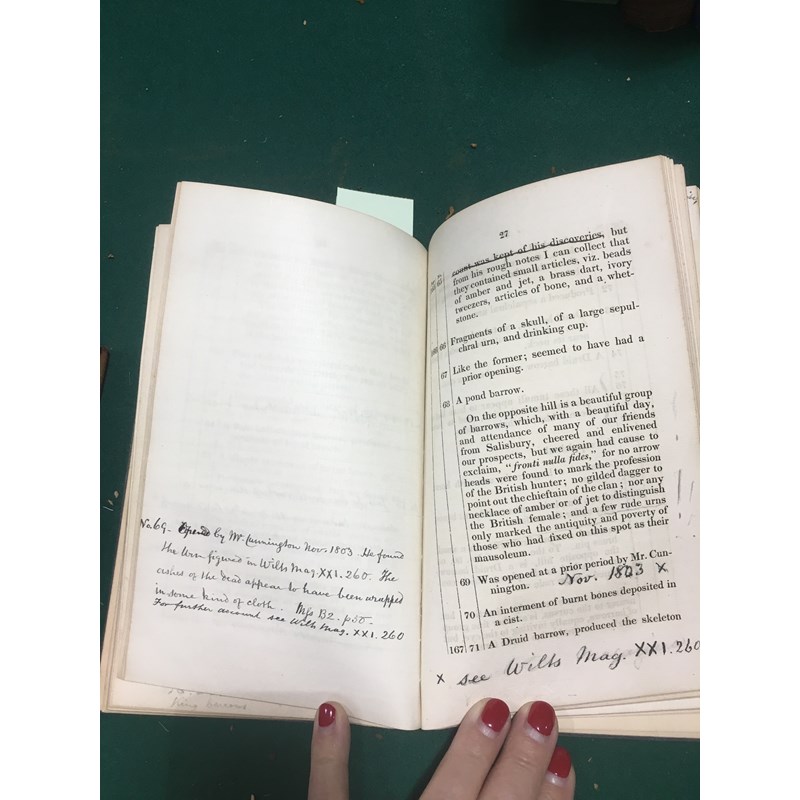 No. 69. Opened by Mr. Cunnington Nov. 1803. He found
the Urn figured in Wilts Mag. XXI. 260. The
ashes of the dead appear to have been wrapped
in some kind of cloth. Mss B2. p50.
For further account see Wilts Mag. XXI. 260
King barrows
27
count was kept of his discoveries, but
from his rough notes I can collect that
they contained small articles, viz. beads
of amber and jet, a brass dart, ivory
tweezers, articles of bone, and a whet-
stone.
66 Fragments of a skull, of a large sepul-
chral urn, and drinking cup.
67 Like the former; seemed to have had a
prior opening.
68 A pond barrow.
On the opposite hill is a beautiful group
of barrows, which, with a beautiful day,
and attendance of many of our friends
from Salisbury, cheered and enlivened
our prospects, but we again had cause to
exclaim, "fronti nulla fides," for no arrow
heads were found to mark the profession
of the British hunter; no gilded dagger to
point out the chieftain of the clan; nor any
necklace of amber or of jet to distinguish
the British female; and a few rude urns
only marked the antiquity and poverty of
those who had fixed on this spot as their
mausoleum.
69 Was opened at a prior period by Mr. Cun-
nington. Nov. 1803 x
70 An interment of burnt bones deposited in
a cist.
167 71 A Druid barrow, produced the skeleton
x see Wilts Mag. XXI. 260